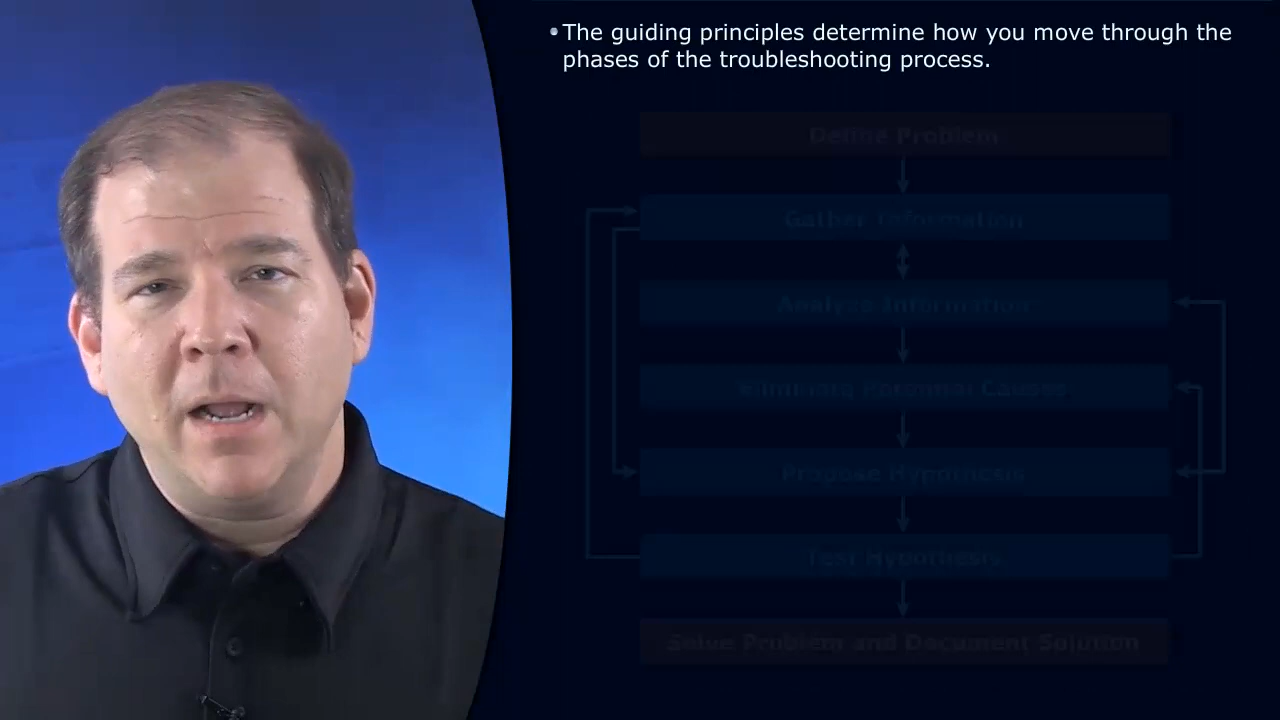 •The guiding principles determine how you move through the
phases of the troubleshooting process.
Define Problem
Gather Information
Analyze Information
Eliminate Potential Causes
Propose Hypothesis
Test Hypothesis
Solve Problem and Document Solution